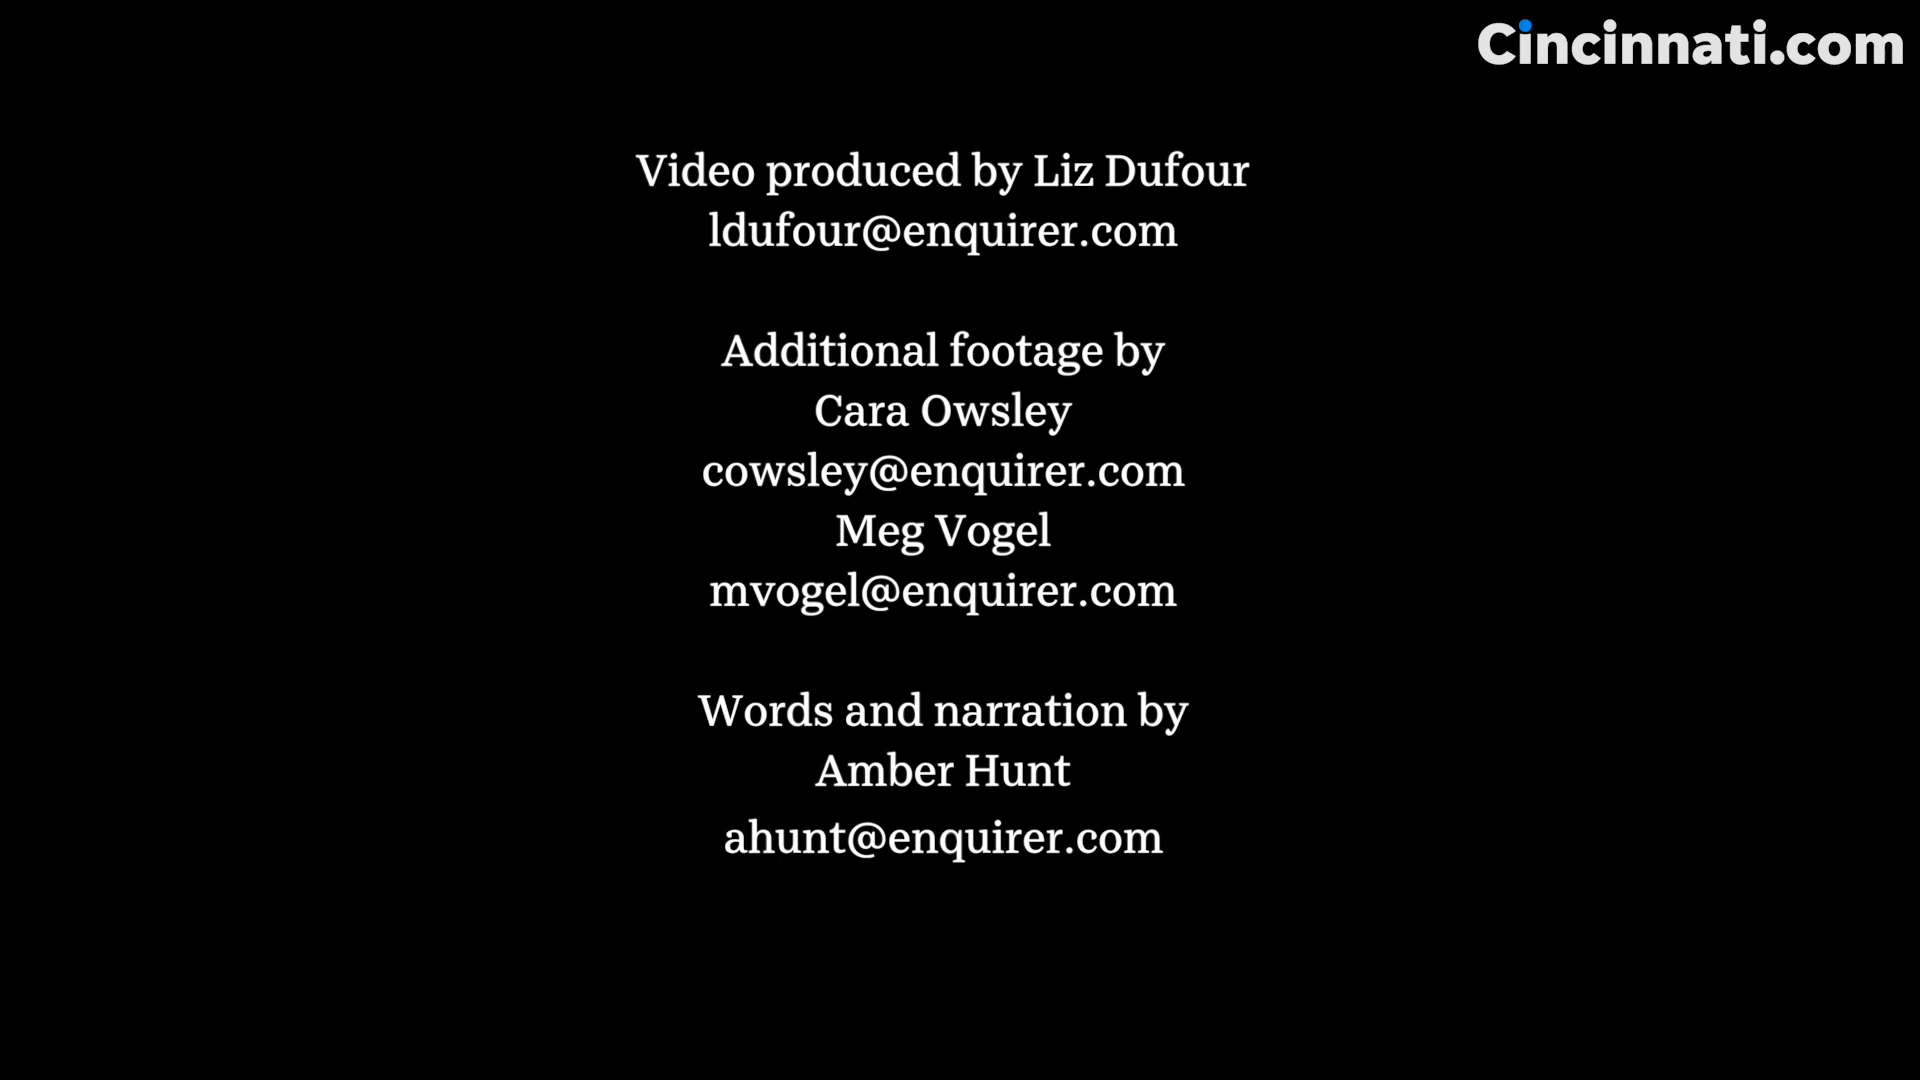 Cincinnati.com
Video produced by Liz Dufour
ldufour@enquirer.com
Additional footage by
Cara Owsley
cowsley@enquirer.com
Meg Vogel
mvogel@enquirer.com
Words and narration by
Amber Hunt
ahunt@enquirer.com